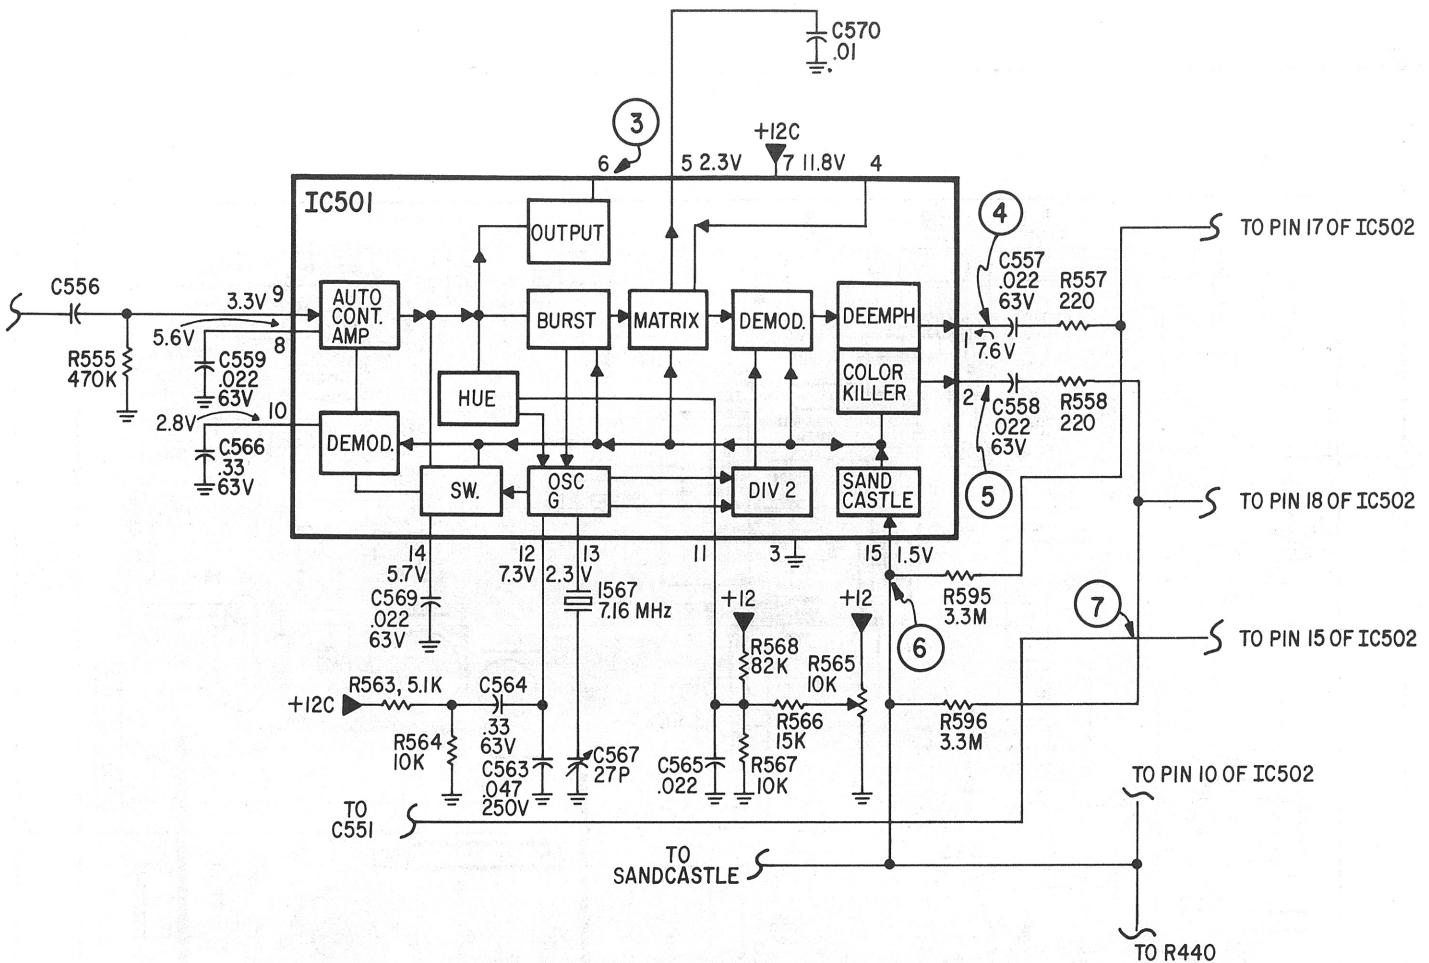 C570
.01
3
+12C
6
5 2.3V
7 11.8V
4
IC501
OUTPUT
4
TO PIN 17 OF IC502
C556
3.3V
9
5.6V
8
AUTO
CONT.
AMP
BURST
MATRIX
DEMOD.
DEEMPH
C557
.022
63V
R557
220
1
7.6V
R555
470K
C559
.022
63V
HUE
COLOR
KILLER
2
C558
.022
63V
R558
220
10
2.8V
C566
.33
63V
DEMOD.
SW.
OSC
G
DIV 2
SAND
CASTLE
5
TO PIN 18 OF IC502
14
5.7V
12
7.3V
13
2.3 V
11
3
15
1.5V
C569
.022
63V
1567
7.16 MHz
+12
+12
R595
3.3M
7
6
TO PIN 15 OF IC502
R568
82K
R565
10K
+12C
R563, 5.1K
C564
.33
63V
R564
10K
C563
.047
250V
C567
27P
C565
.022
R566
15K
R567
10K
R596
3.3M
TO PIN 10 OF IC502
TO
C551
TO
SANDCASTLE
TO R440